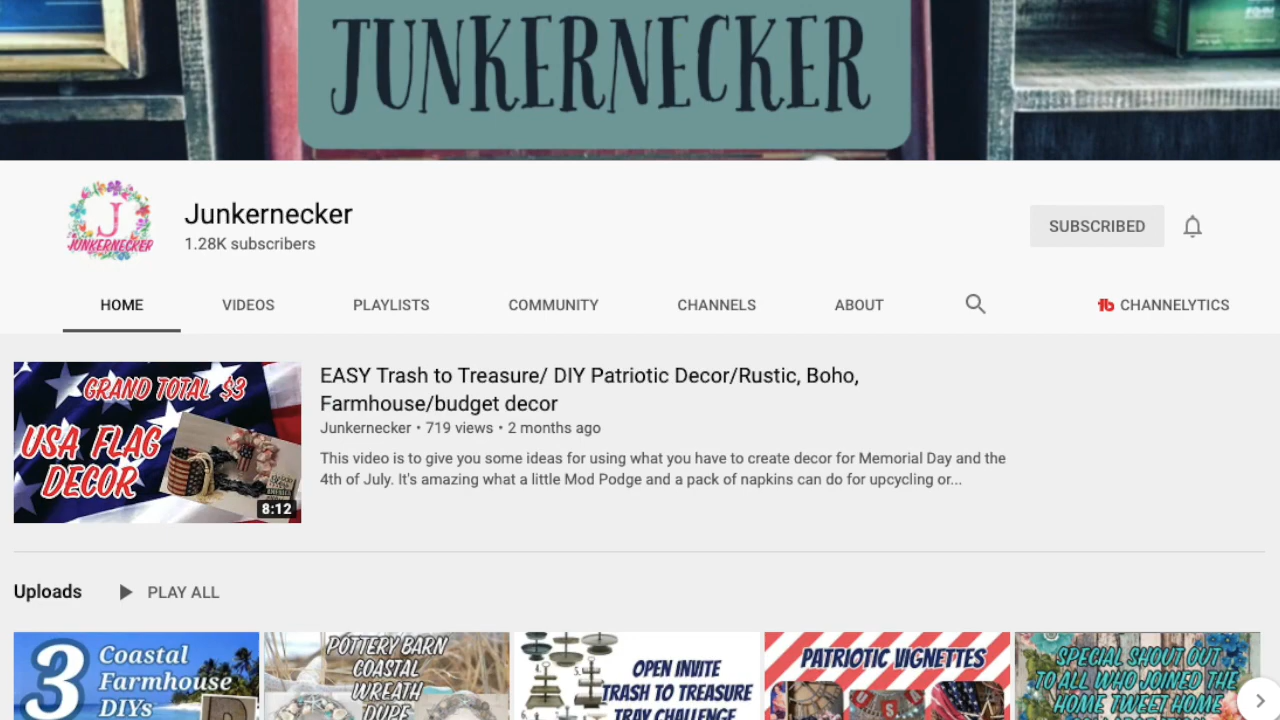 JUNKERNECKER
J
JUNKERNECKER
Junkernecker
1.28K subscribers
SUBSCRIBED
HOME
VIDEOS
PLAYLISTS
COMMUNITY
CHANNELS
ABOUT
tb CHANNELYTICS
GRAND TOTAL $3
USA FLAG
DECOR
8:12
EASY Trash to Treasure/ DIY Patriotic Decor/Rustic, Boho,
Farmhouse/budget decor
Junkernecker • 719 views • 2 months ago
This video is to give you some ideas for using what you have to create decor for Memorial Day and the
4th of July. It's amazing what a little Mod Podge and a pack of napkins can do for upcycling or...
Uploads
PLAY ALL
3 Coastal
Farmhouse
DIYs
POTTERY BARN
COASTAL
WREATH
DUPE
OPEN INVITE
TRASH TO TREASURE
TRAY CHALLENGE
PATRIOTIC VIGNETTES
SPECIAL SHOUT OUT
TO ALL WHO JOINED THE
HOME TWEET HOME